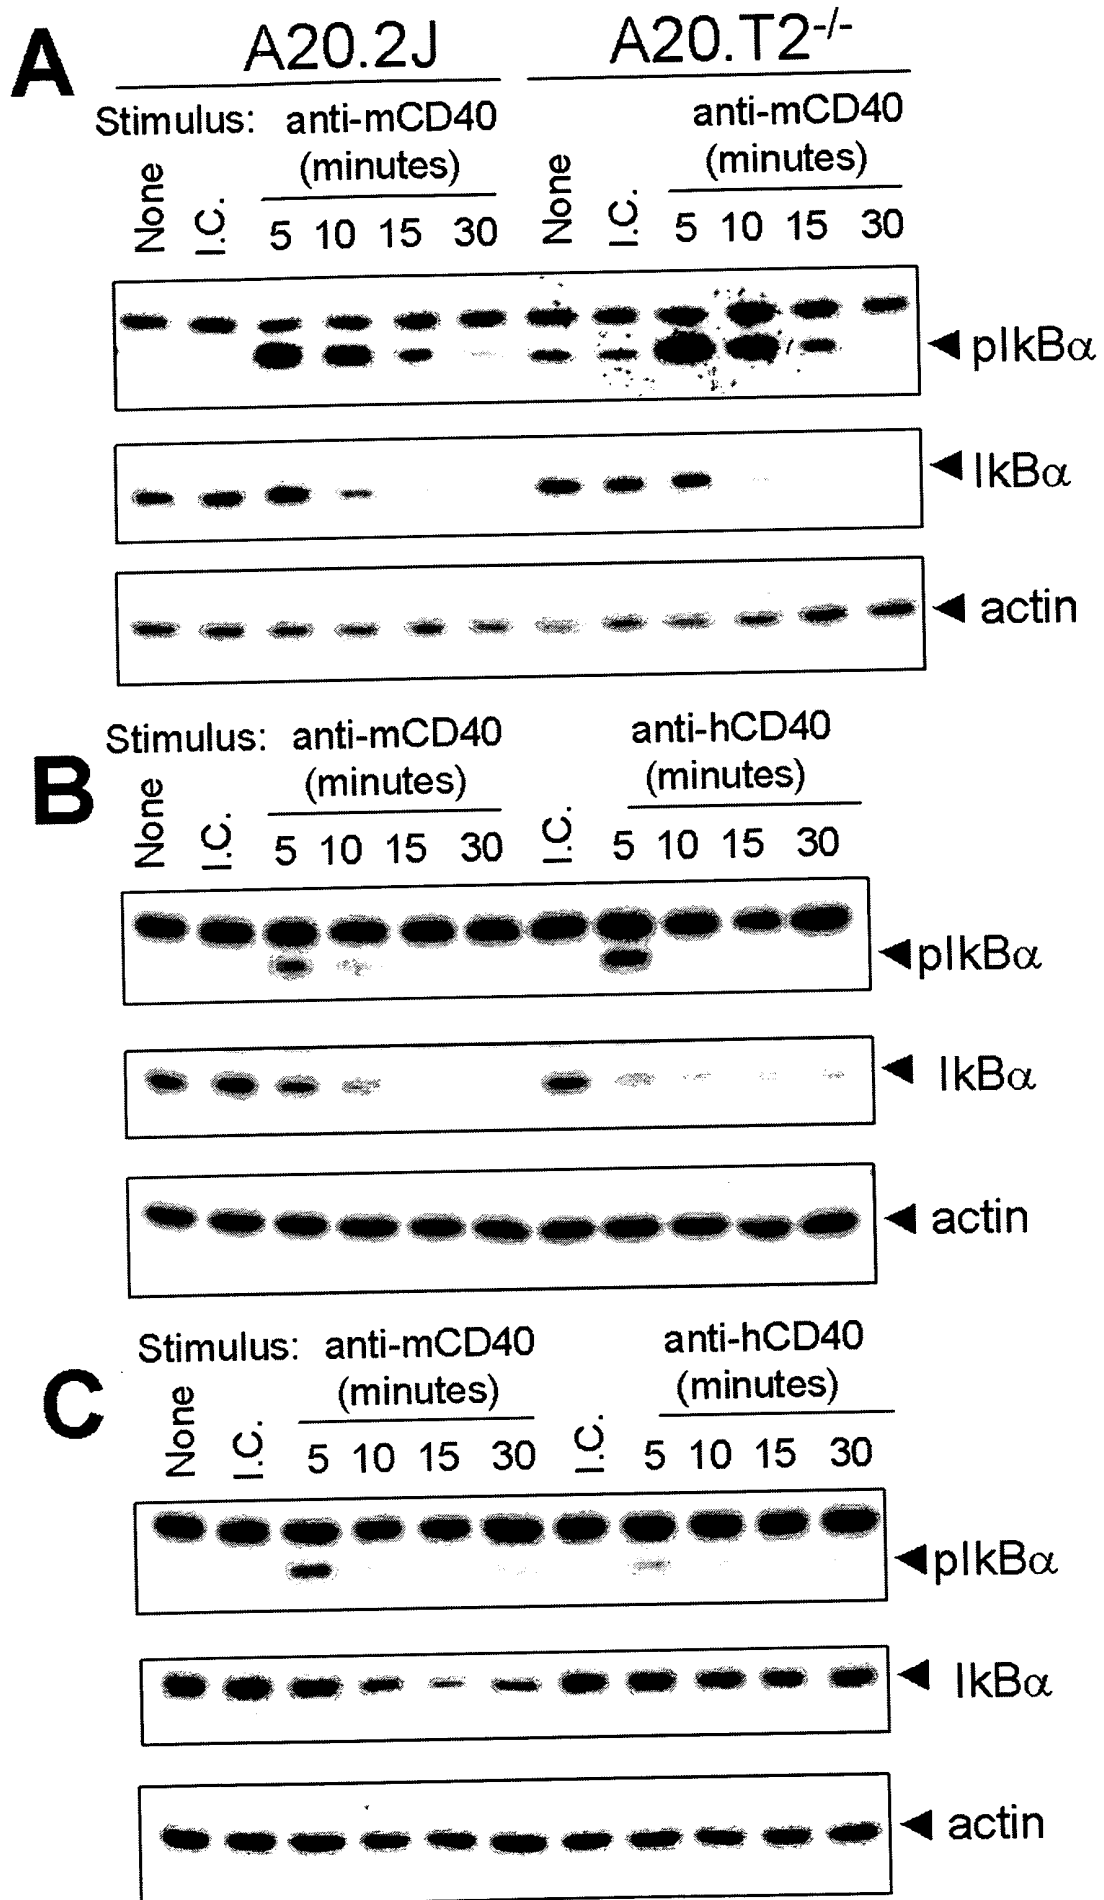 A
A20.2J A20.T2-/-
Stimulus: anti-mCD40 anti-mCD40
(minutes) (minutes)
None I.C. 5 10 15 30 None I.C. 5 10 15 30
pIkBα
IkBα
actin
B
Stimulus: anti-mCD40 anti-hCD40
(minutes) (minutes)
None I.C. 5 10 15 30 I.C. 5 10 15 30
pIkBα
IkBα
actin
C
Stimulus: anti-mCD40 anti-hCD40
(minutes) (minutes)
None I.C. 5 10 15 30 I.C. 5 10 15 30
pIkBα
IkBα
actin